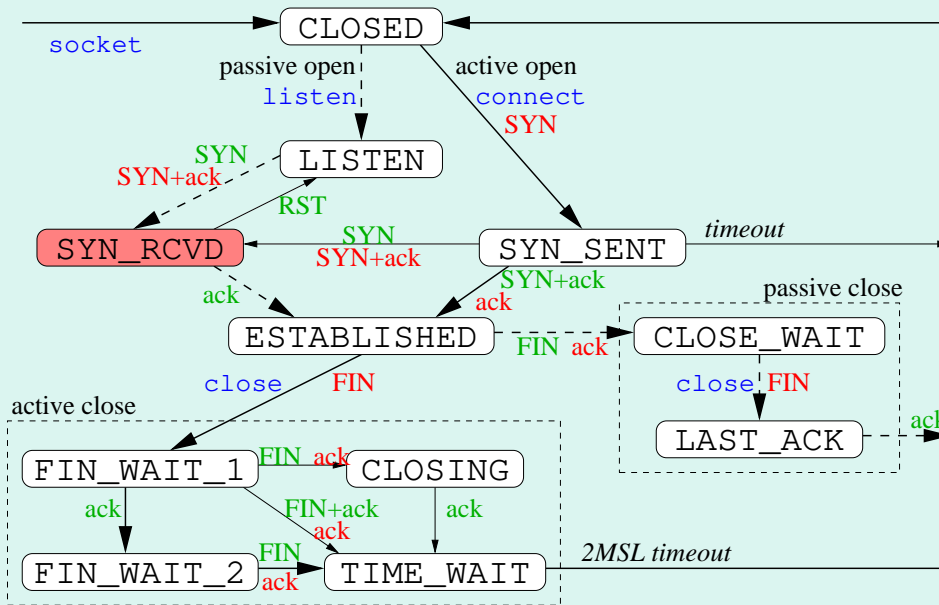 CLOSED
socket
passive open
active open
listen
connect
SYN
LISTEN
SYN
SYN+ack
RST
SYN_RCVD
SYN
SYN+ack
SYN_SENT
timeout
SYN+ack
ack
ack
passive close
ESTABLISHED
FIN ack
CLOSE_WAIT
close FIN
close FIN
active close
LAST_ACK
ack
FIN_WAIT_1
FIN ack
CLOSING
ack
FIN+ack
ack
ack
FIN_WAIT_2
FIN
ack
TIME_WAIT
2MSL timeout